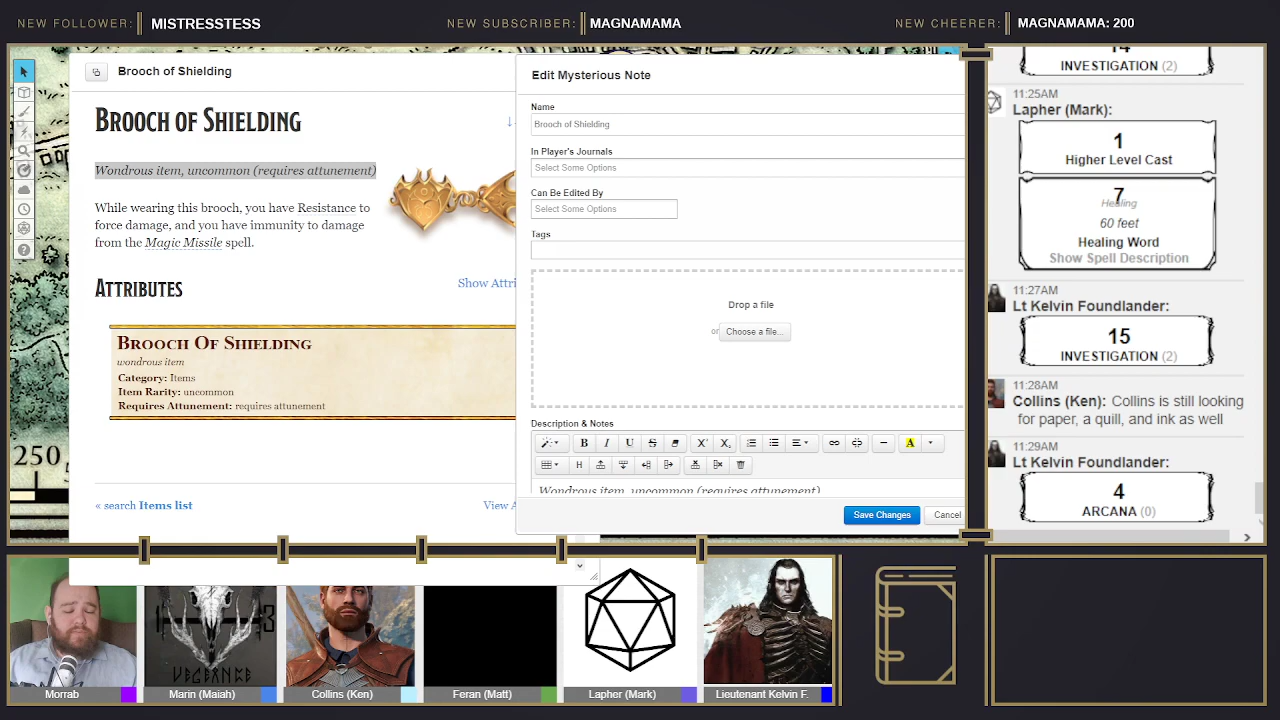 NEW FOLLOWER: MISTRESSTESS
NEW SUBSCRIBER: MAGNAMAMA
NEW CHEERER: MAGNAMAMA: 200
Brooch of Shielding
Brooch of Shielding
Wondrous item, uncommon (requires attunement)
While wearing this brooch, you have Resistance to
force damage, and you have immunity to damage
from the Magic Missile spell.
Attributes
Show Attri
Brooch Of Shielding
wondrous item
Category: Items
Item Rarity: uncommon
Requires Attunement: requires attunement
« search Items list
View A
250
Edit Mysterious Note
Name
Brooch of Shielding
In Player's Journals
Select Some Options
Can Be Edited By
Select Some Options
Tags
Drop a file
or Choose a file...
Description & Notes
Wondrous item, uncommon (requires attunement)
Save Changes
Cancel
14
INVESTIGATION (2)
11:25AM
Lapher (Mark):
1
Higher Level Cast
7
Healing
60 feet
Healing Word
Show Spell Description
11:27AM
Lt Kelvin Foundlander:
15
INVESTIGATION (2)
11:28AM
Collins (Ken): Collins is still looking
for paper, a quill, and ink as well
11:29AM
Lt Kelvin Foundlander:
4
ARCANA (0)
Morrab
Marin (Maiah)
Collins (Ken)
Feran (Matt)
Lapher (Mark)
Lieutenant Kelvin F.